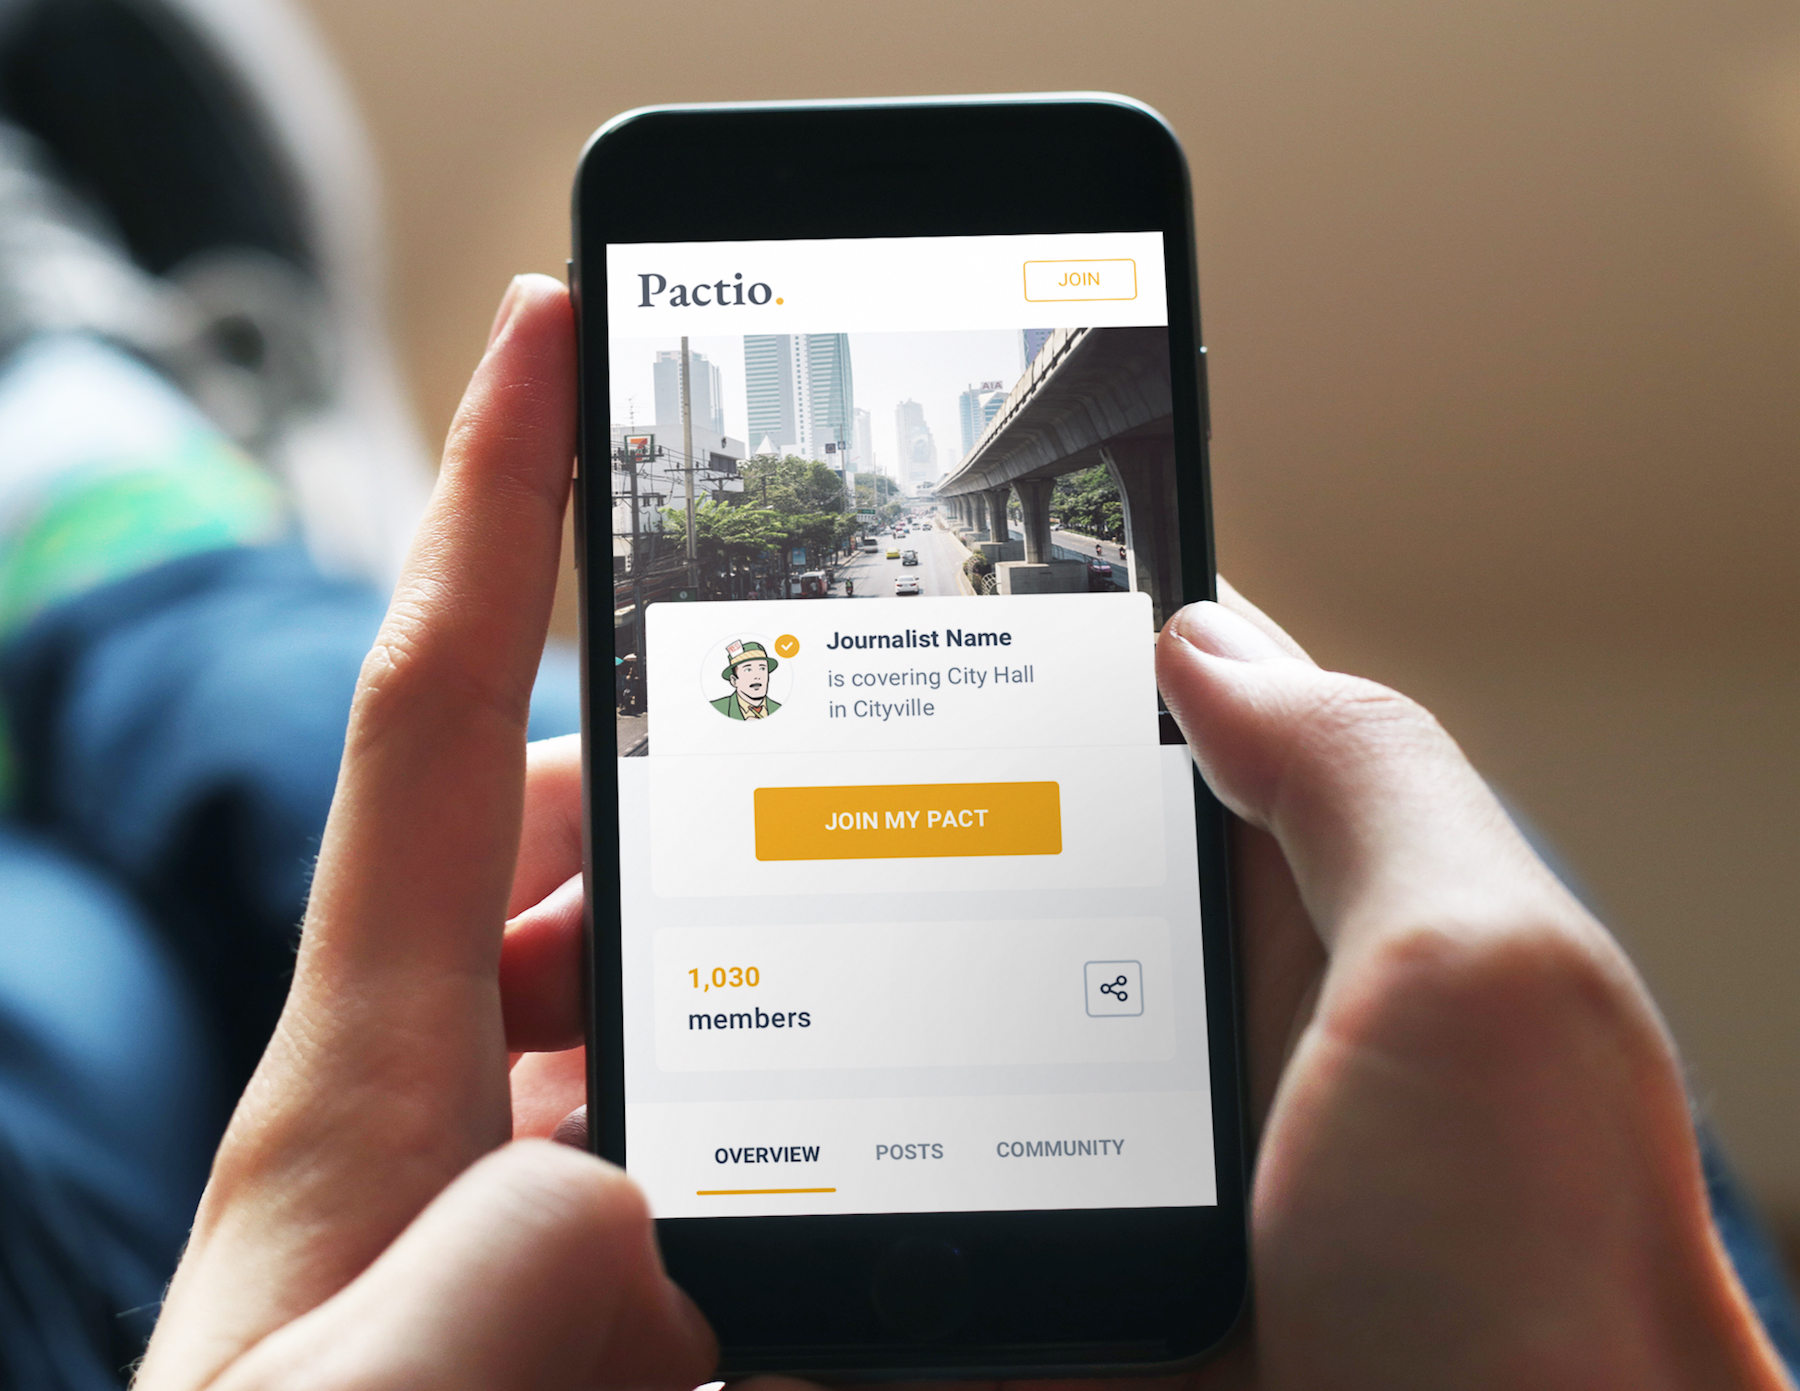 Pactio.
JOIN
AIA
Journalist Name
is covering City Hall
in Cityville
JOIN MY PACT
1,030
members
OVERVIEW
POSTS
COMMUNITY